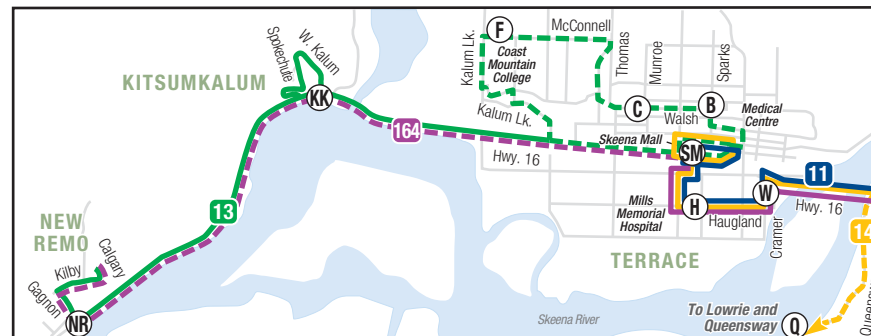 F
McConnell
Coast
Mountain
College
Kalum Lk.
Thomas
Munroe
Sparks
W. Kalum
Spokechute
KITSUMKALUM
KK
Kalum Lk.
C
B
Walsh
Medical
Centre
164
Skeena Mall
SM
Hwy. 16
11
W
Mills
Memorial
Hospital
H
Haugland
Cramer
Hwy. 16
13
NEW
REMO
Calgary
Kilby
Gagnon
NR
TERRACE
14
To Lowrie and
Queensway
Q
Skeena River